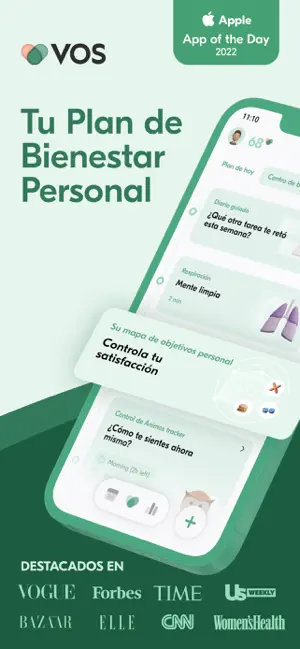 VOS
Apple
App of the Day
2022
Tu Plan de
Bienestar
Personal
11:10
68
Plan de hoy
Centro de b
Diario guiado
¿Qué otra tarea te retó
esta semana?
Respiración
Mente limpia
2 min
Su mapa de objetivos personal
Controla tu
satisfacción
Control de Ánimos tracker
¿Cómo te sientes ahora
mismo?
Morning (2h left)
DESTACADOS EN
VOGUE Forbes TIME US WEEKLY
BAZAAR ELLE CNN Women'sHealth